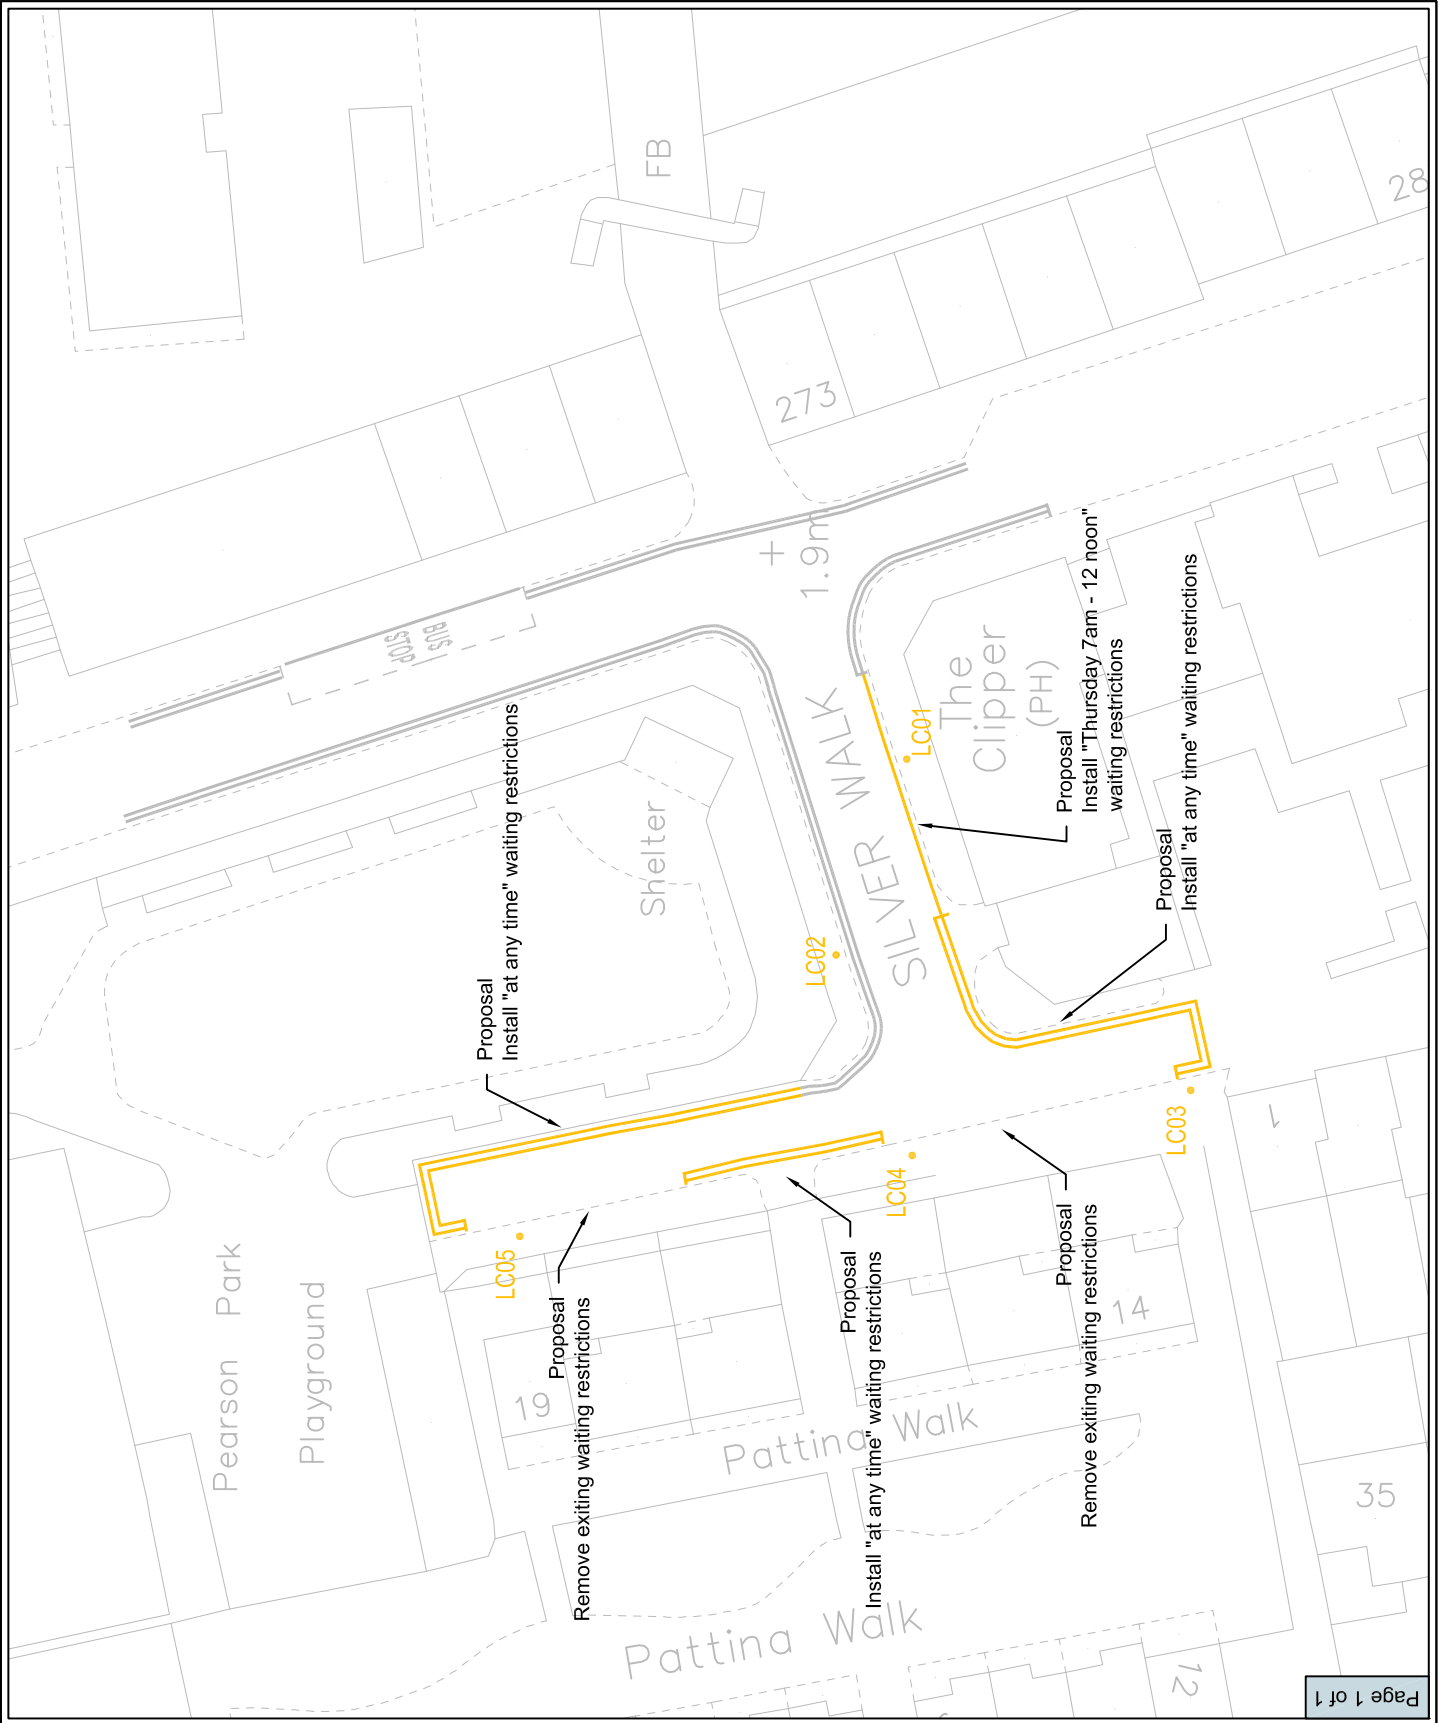 Proposal
Install "at any time" waiting restrictions
Proposal
Remove exiting waiting restrictions
Proposal
Install "at any time" waiting restrictions
Proposal
Remove exiting waiting restrictions
Proposal
Install "Thursday 7am - 12 noon"
waiting restrictions
Proposal
Install "at any time" waiting restrictions
LC01
LC02
LC03
LC04
LC05
FB
273
28
1.9m
BUS
STOP
SILVER WALK
The
Clipper
(PH)
Shelter
Pearson Park
Playground
19
14
1
35
12
Pattina Walk
Pattina Walk
Page 1 of 1